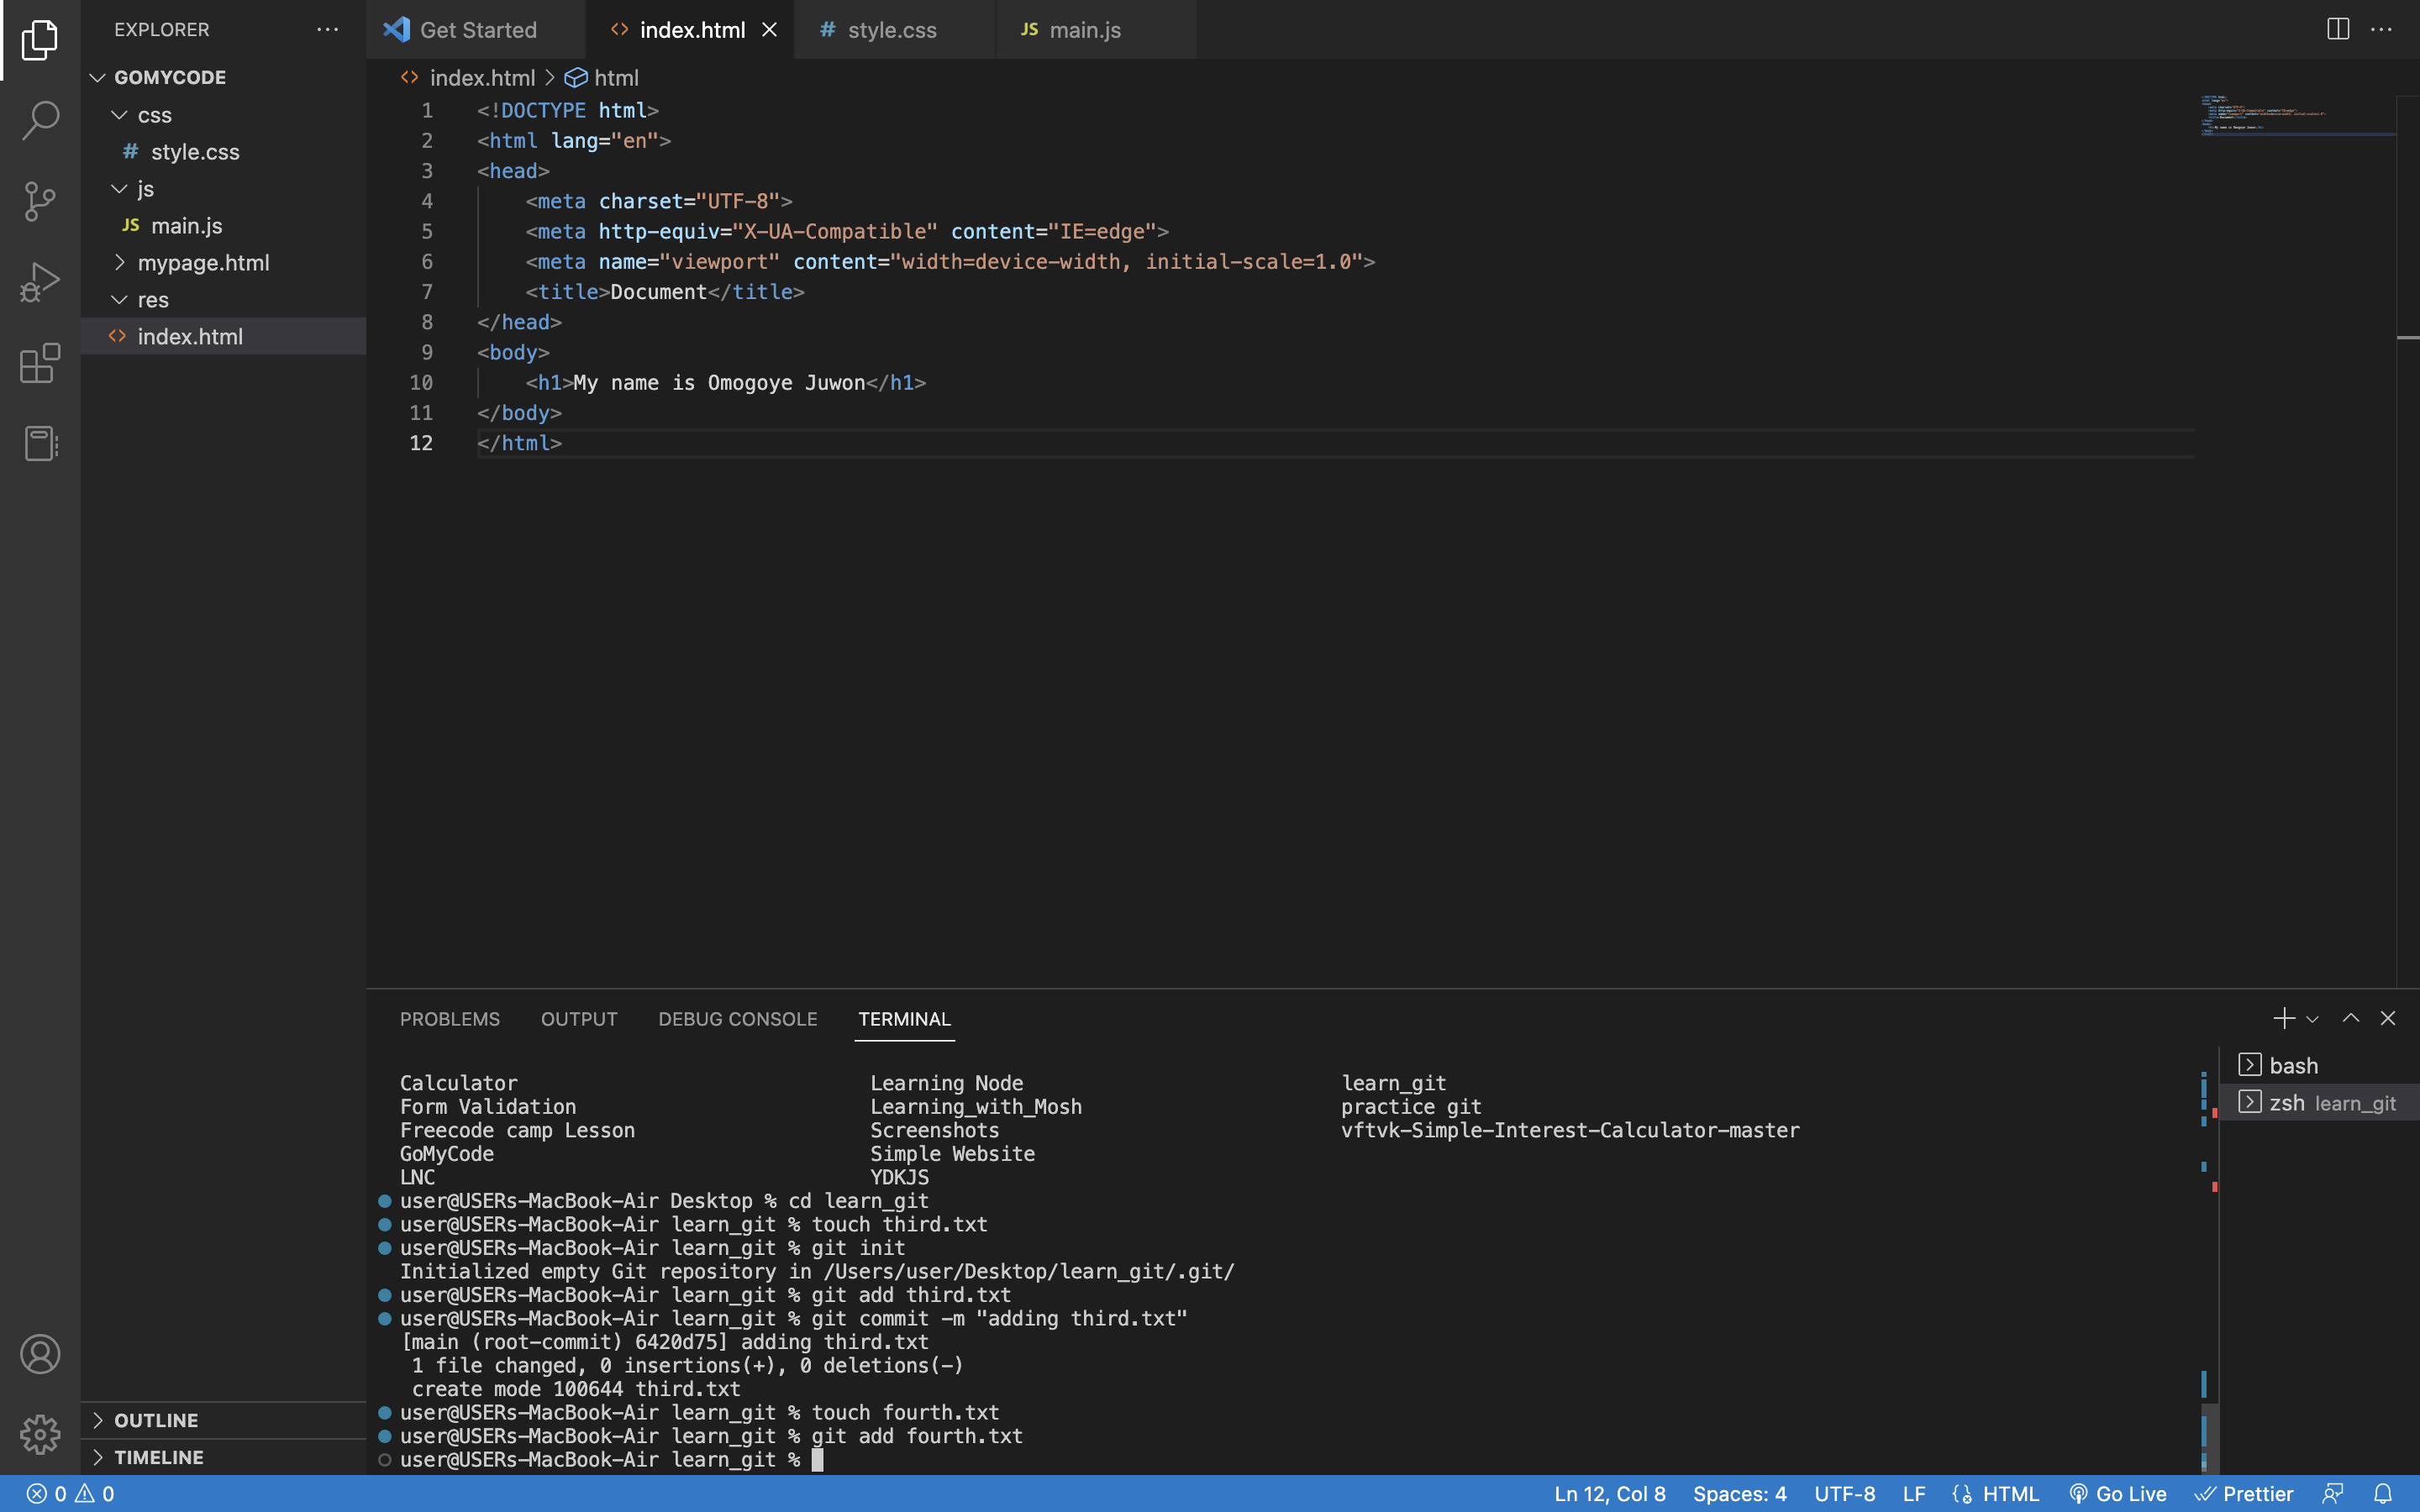 EXPLORER
GOMYCODE
css
# style.css
js
JS main.js
mypage.html
res
<> index.html
OUTLINE
TIMELINE
Get Started
<> index.html
# style.css
JS main.js
<> index.html > html
1 <!DOCTYPE html>
2 <html lang="en">
3 <head>
4     <meta charset="UTF-8">
5     <meta http-equiv="X-UA-Compatible" content="IE=edge">
6     <meta name="viewport" content="width=device-width, initial-scale=1.0">
7     <title>Document</title>
8 </head>
9 <body>
10     <h1>My name is Omogoye Juwon</h1>
11 </body>
12 </html>
PROBLEMS OUTPUT DEBUG CONSOLE TERMINAL
Calculator Learning Node learn_git
Form Validation Learning_with_Mosh practice git
Freecode camp Lesson Screenshots vftvk-Simple-Interest-Calculator-master
GoMyCode Simple Website
LNC YDKJS
user@USERs-MacBook-Air Desktop % cd learn_git
user@USERs-MacBook-Air learn_git % touch third.txt
user@USERs-MacBook-Air learn_git % git init
Initialized empty Git repository in /Users/user/Desktop/learn_git/.git/
user@USERs-MacBook-Air learn_git % git add third.txt
user@USERs-MacBook-Air learn_git % git commit -m "adding third.txt"
[main (root-commit) 6420d75] adding third.txt
 1 file changed, 0 insertions(+), 0 deletions(-)
 create mode 100644 third.txt
user@USERs-MacBook-Air learn_git % touch fourth.txt
user@USERs-MacBook-Air learn_git % git add fourth.txt
user@USERs-MacBook-Air learn_git %
bash
zsh learn_git
0 0
Ln 12, Col 8 Spaces: 4 UTF-8 LF HTML Go Live Prettier